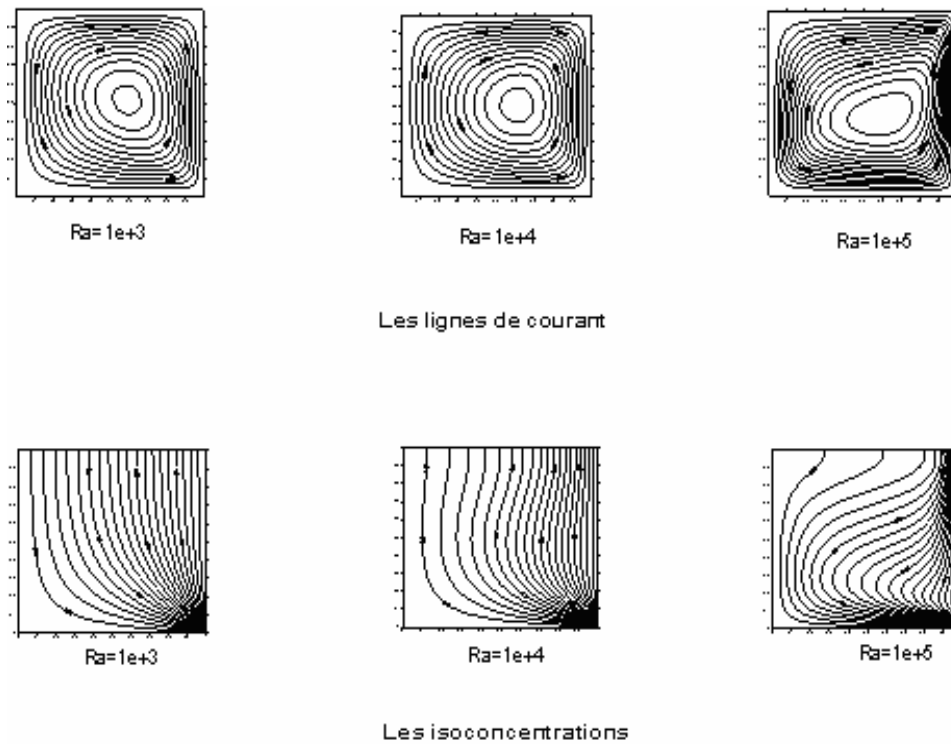 Ra=1e+3
Ra=1e+4
Ra=1e+5
Les lignes de courant
Ra=1e+3
Ra=1e+4
Ra=1e+5
Les isoconcentrations